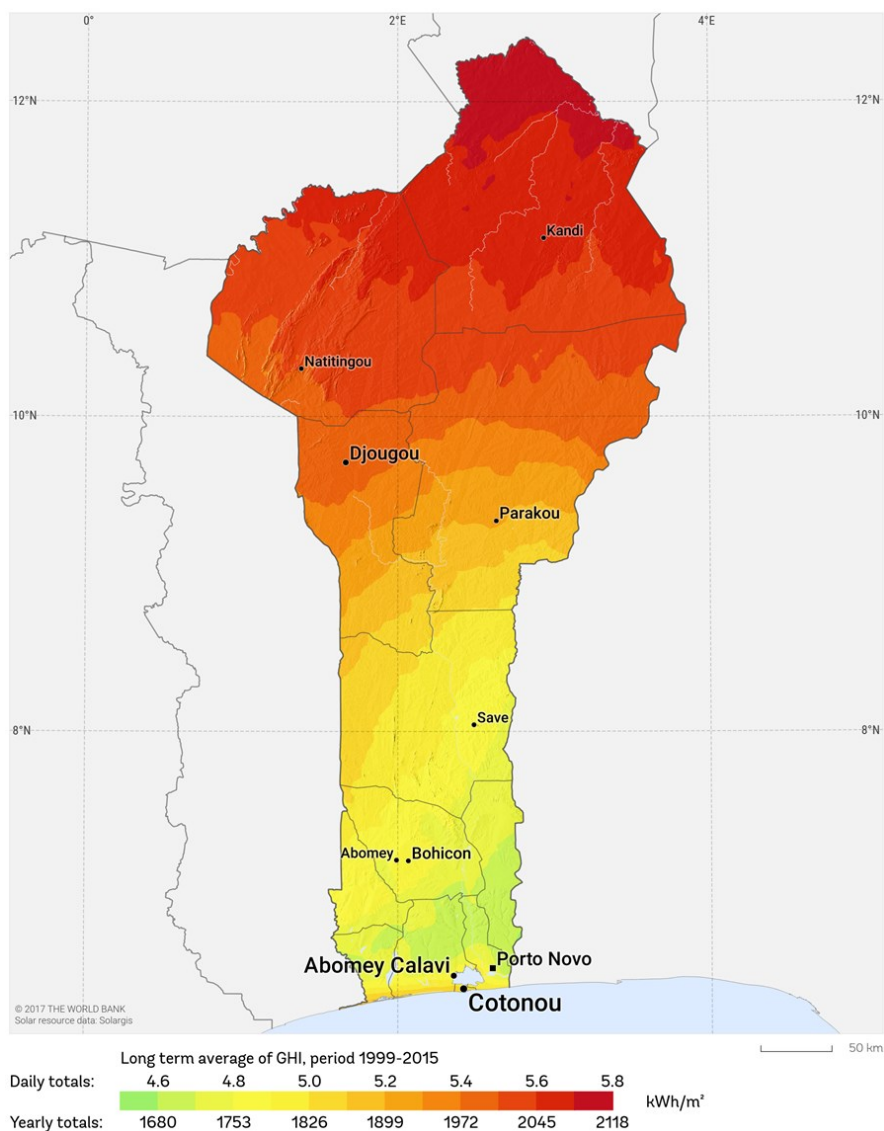 0° 2°E 4°E
12°N 12°N
Kandi
Natitingou
10°N 10°N
Djougou
Parakou
8°N 8°N
Save
Abomey Bohicon
Abomey Calavi Porto Novo
Cotonou
© 2017 THE WORLD BANK
Solar resource data: Solargis
50 km
Long term average of GHI, period 1999-2015
Daily totals: 4.6 4.8 5.0 5.2 5.4 5.6 5.8
kWh/m²
Yearly totals: 1680 1753 1826 1899 1972 2045 2118